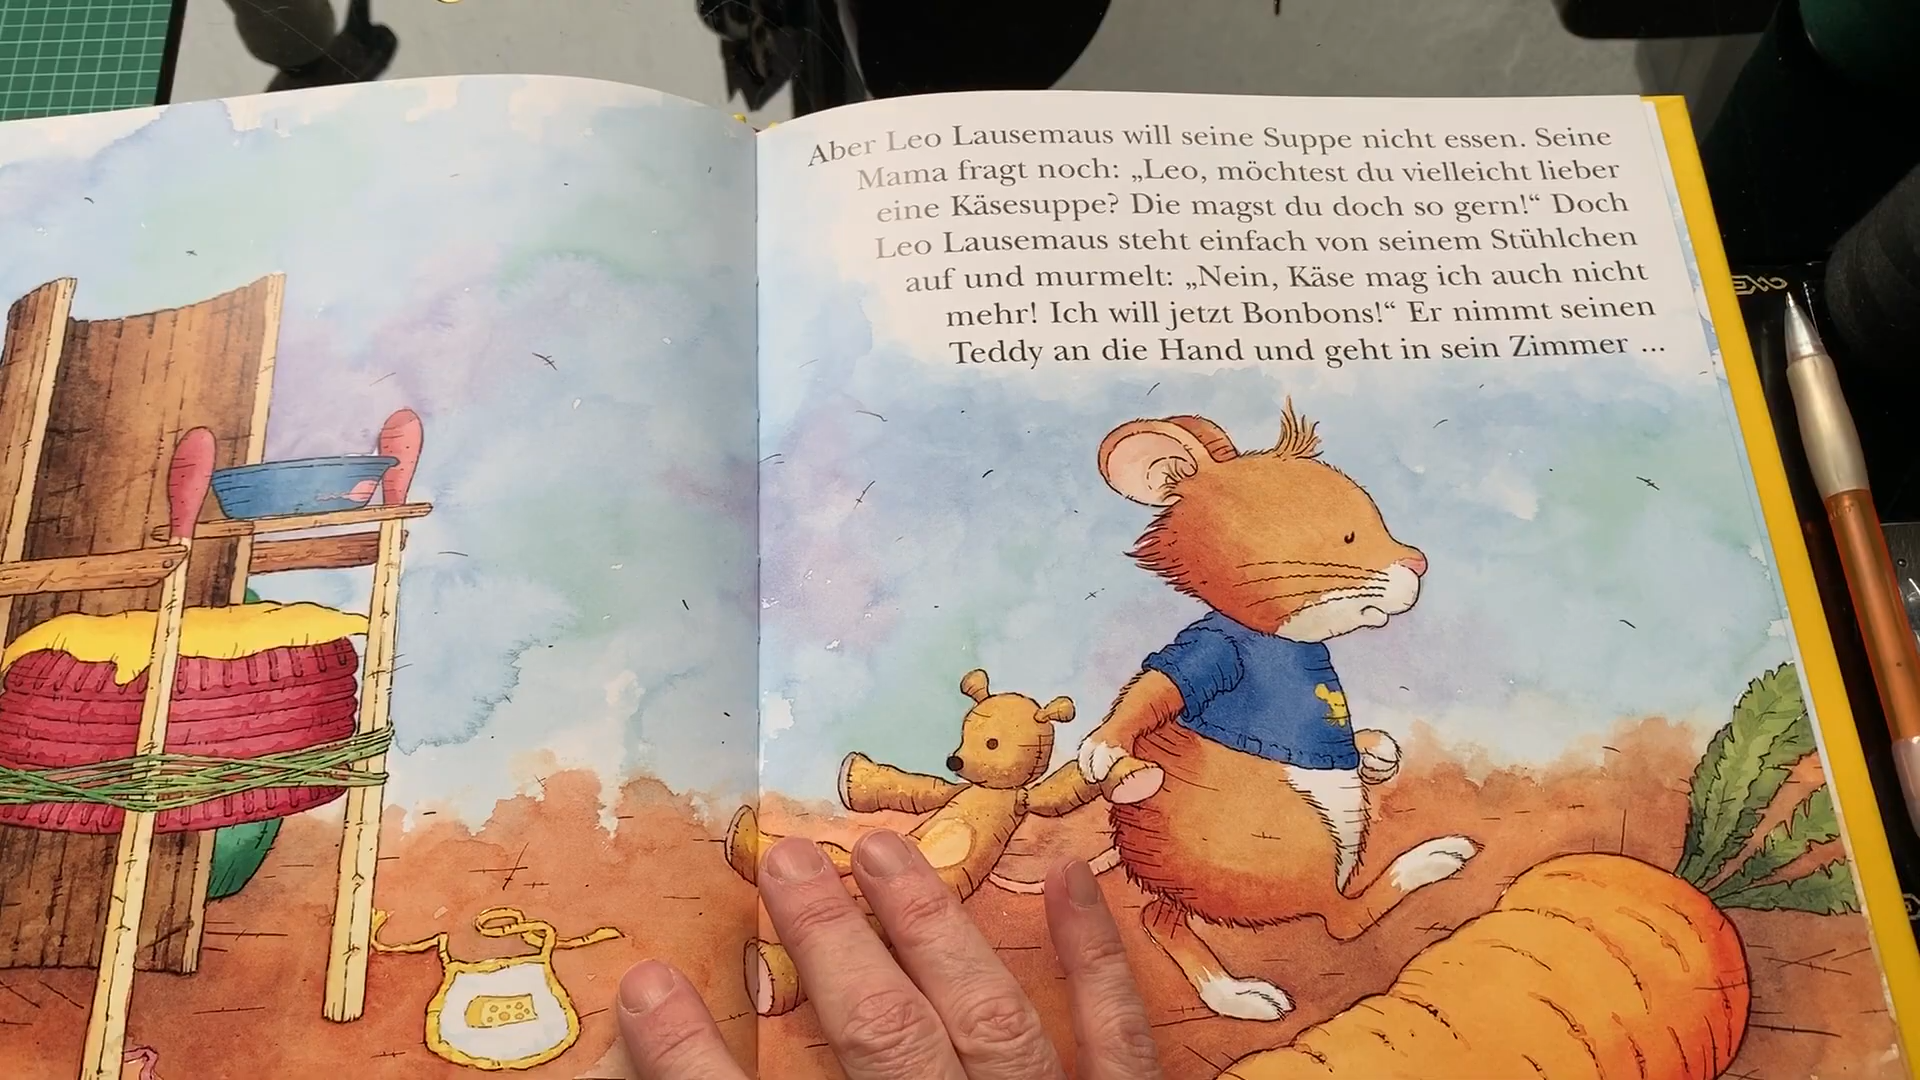 Aber Leo Lausemaus will seine Suppe nicht essen. Seine
Mama fragt noch: „Leo, möchtest du vielleicht lieber
eine Käsesuppe? Die magst du doch so gern!“ Doch
Leo Lausemaus steht einfach von seinem Stühlchen
auf und murmelt: „Nein, Käse mag ich auch nicht
mehr! Ich will jetzt Bonbons!“ Er nimmt seinen
Teddy an die Hand und geht in sein Zimmer ...